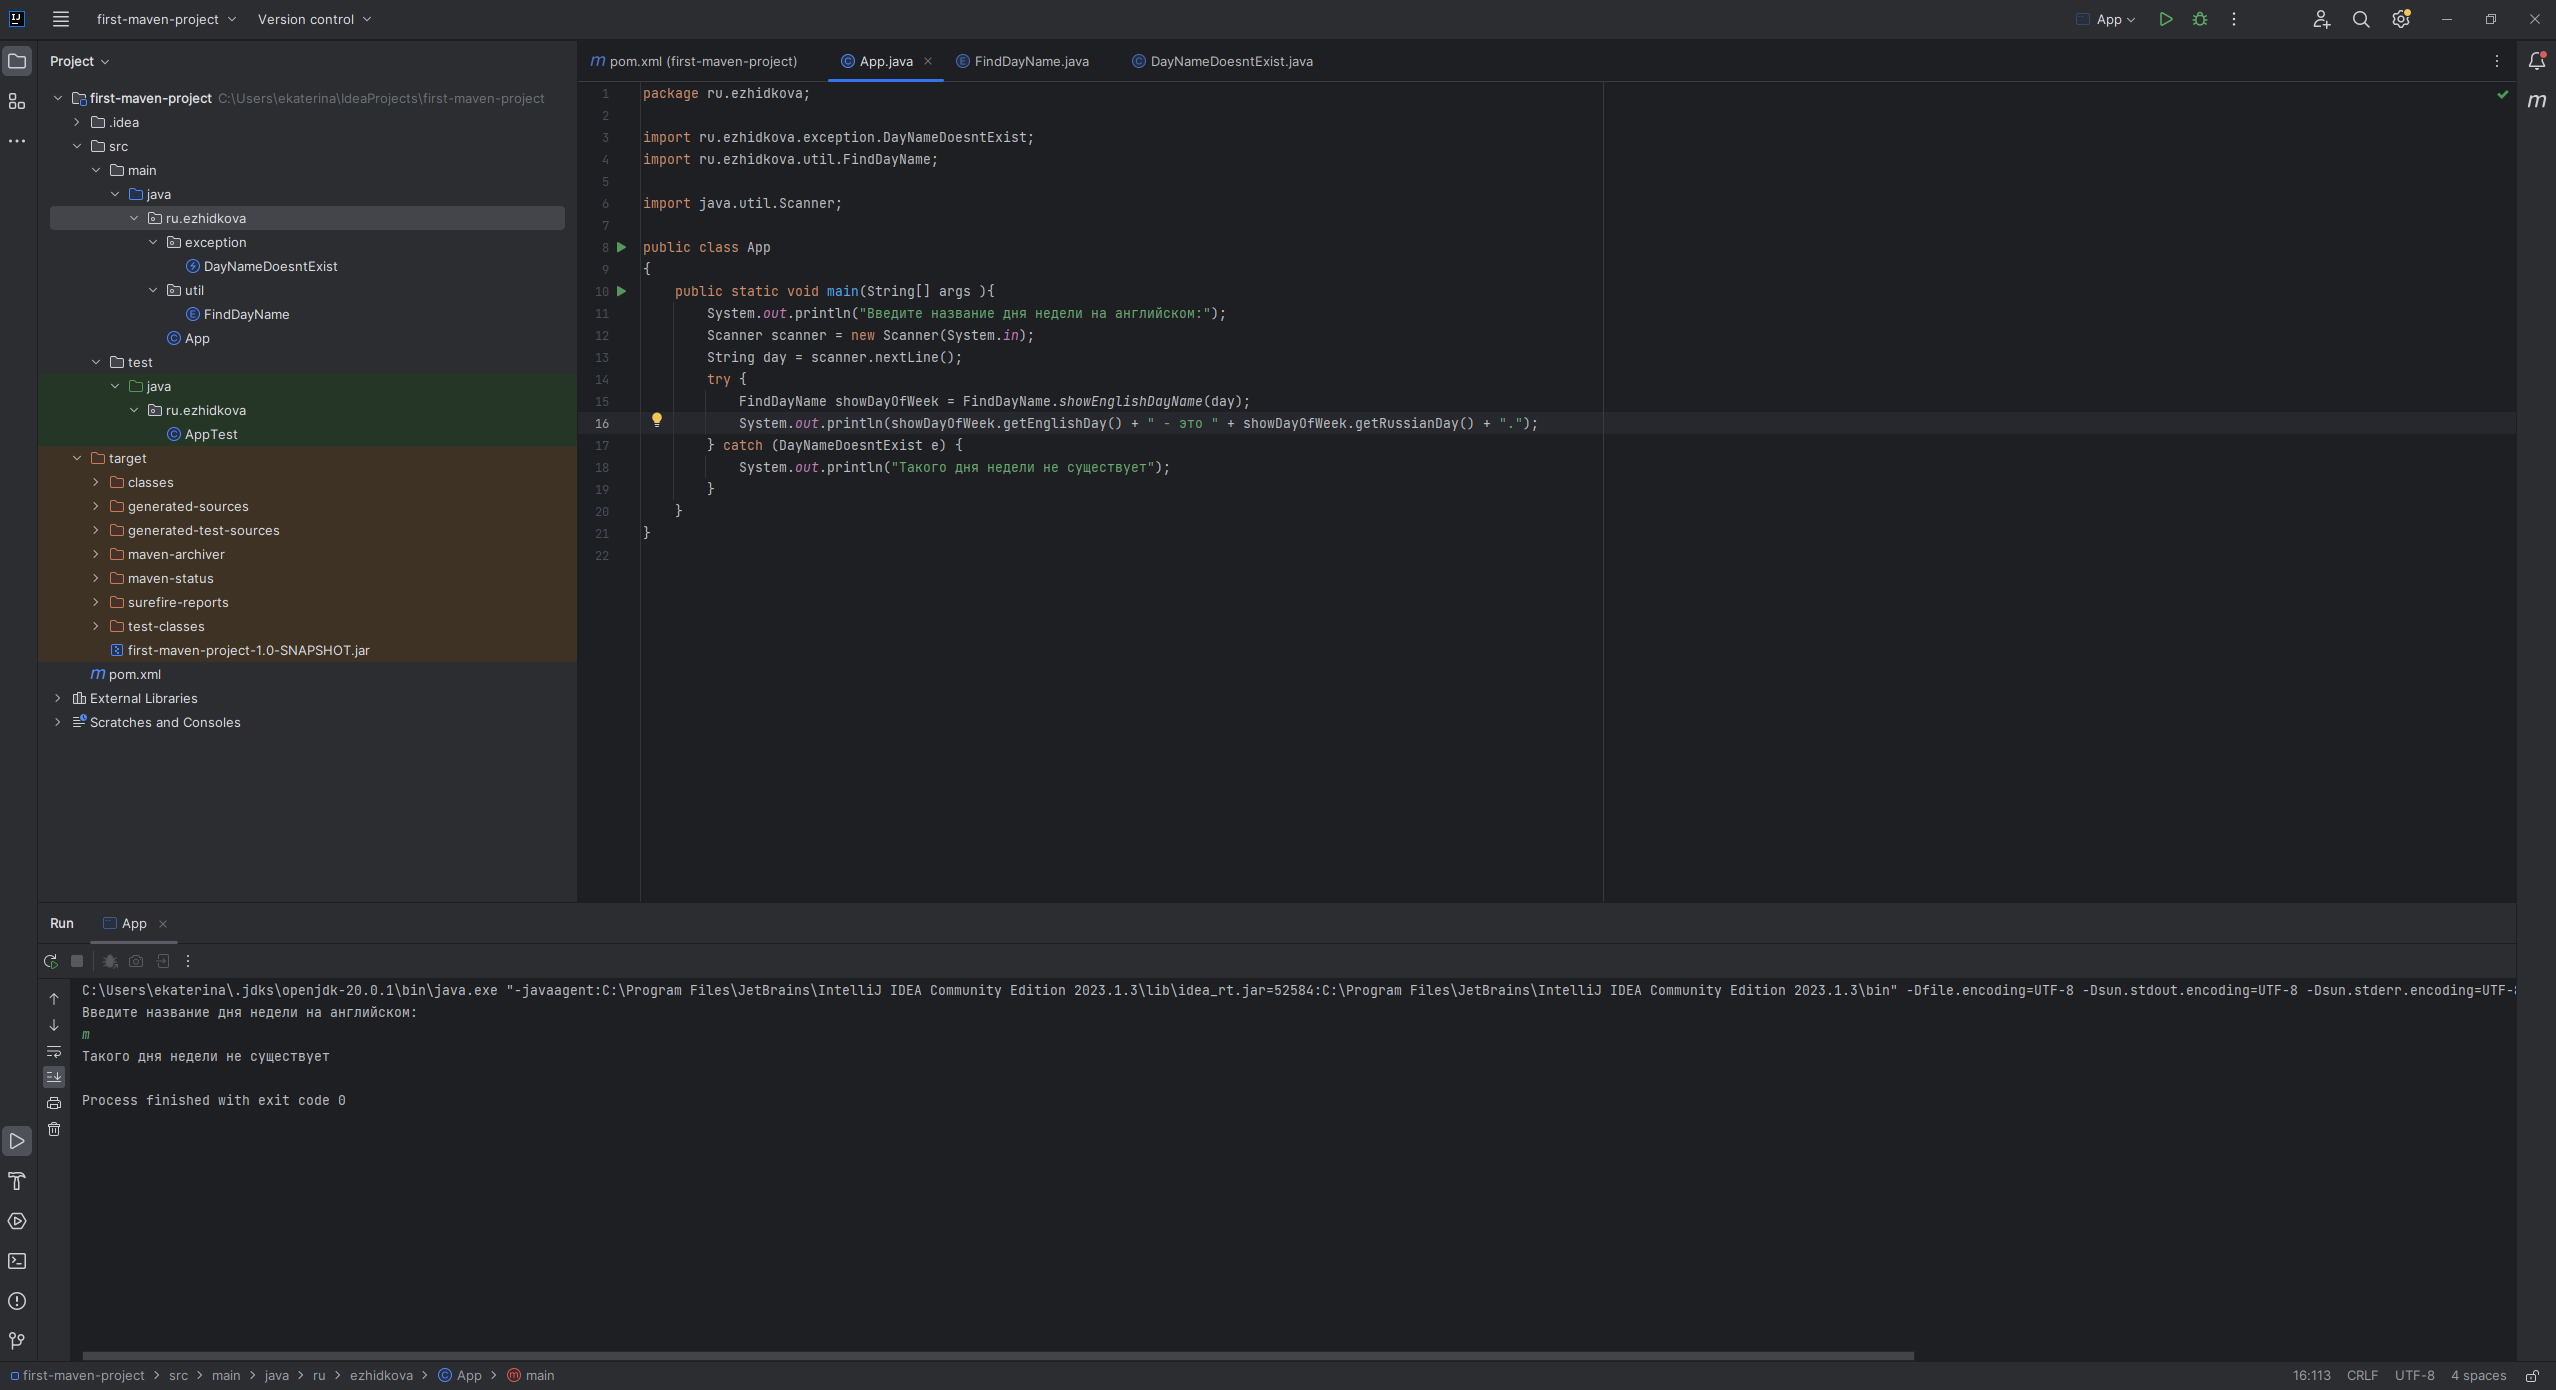 first-maven-project
Version control
App
Project
pom.xml (first-maven-project)
App.java
FindDayName.java
DayNameDoesntExist.java
first-maven-project C:\Users\ekaterina\IdeaProjects\first-maven-project
.idea
src
main
java
ru.ezhidkova
exception
DayNameDoesntExist
util
FindDayName
App
test
java
ru.ezhidkova
AppTest
target
classes
generated-sources
generated-test-sources
maven-archiver
maven-status
surefire-reports
test-classes
first-maven-project-1.0-SNAPSHOT.jar
pom.xml
External Libraries
Scratches and Consoles
1 package ru.ezhidkova;
2
3 import ru.ezhidkova.exception.DayNameDoesntExist;
4 import ru.ezhidkova.util.FindDayName;
5
6 import java.util.Scanner;
7
8 public class App
9 {
10 public static void main(String[] args ){
11 System.out.println("Введите название дня недели на английском:");
12 Scanner scanner = new Scanner(System.in);
13 String day = scanner.nextLine();
14 try {
15 FindDayName showDayOfWeek = FindDayName.showEnglishDayName(day);
16 System.out.println(showDayOfWeek.getEnglishDay() + " - это " + showDayOfWeek.getRussianDay() + ".");
17 } catch (DayNameDoesntExist e) {
18 System.out.println("Такого дня недели не существует");
19 }
20 }
21 }
22
Run
App
C:\Users\ekaterina\.jdks\openjdk-20.0.1\bin\java.exe "-javaagent:C:\Program Files\JetBrains\IntelliJ IDEA Community Edition 2023.1.3\lib\idea_rt.jar=52584:C:\Program Files\JetBrains\IntelliJ IDEA Community Edition 2023.1.3\bin" -Dfile.encoding=UTF-8 -Dsun.stdout.encoding=UTF-8 -Dsun.stderr.encoding=UTF-8
Введите название дня недели на английском:
m
Такого дня недели не существует
Process finished with exit code 0
first-maven-project > src > main > java > ru > ezhidkova > App > main
16:113 CRLF UTF-8 4 spaces